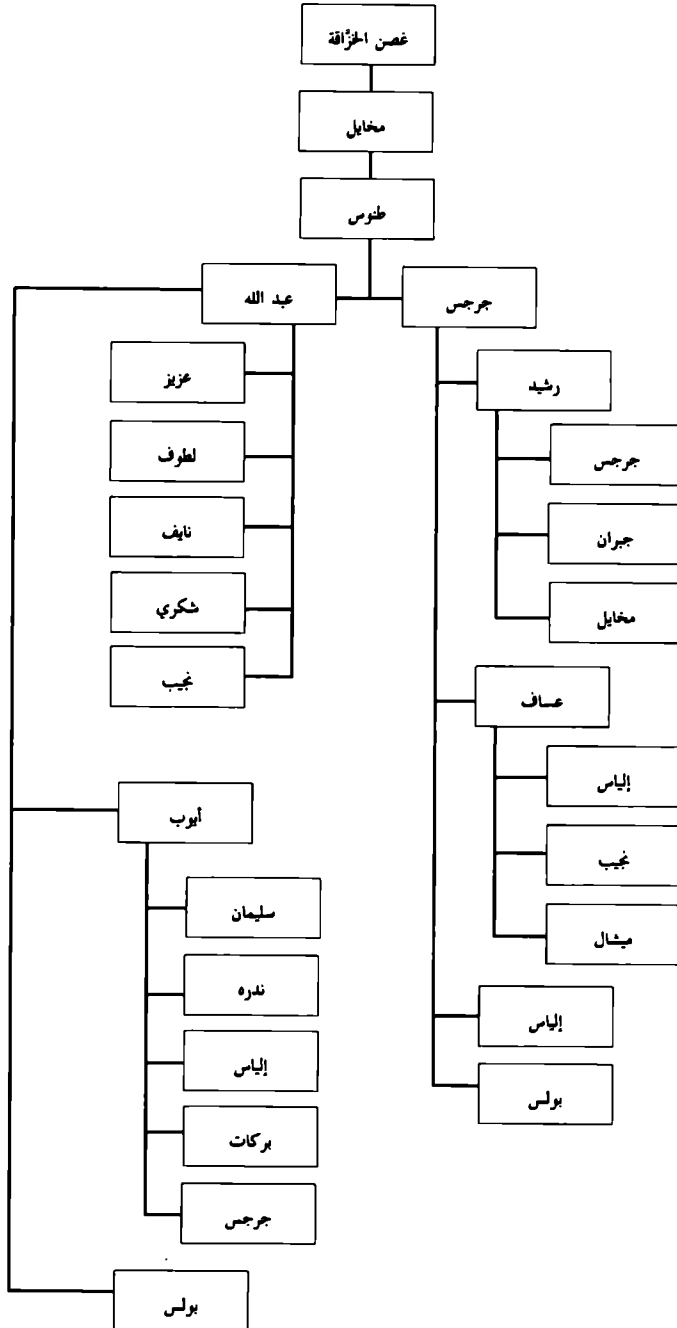 غصن الخزَّاقة
مخايل
طنوس
جرجس
عبد الله
رشيد
جرجس
جبران
مخايل
عساف
إلياس
نجيب
ميشال
إلياس
بولس
عزيز
لطوف
نايف
شكري
نجيب
أيوب
سليمان
ندره
إلياس
بركات
جرجس
بولس